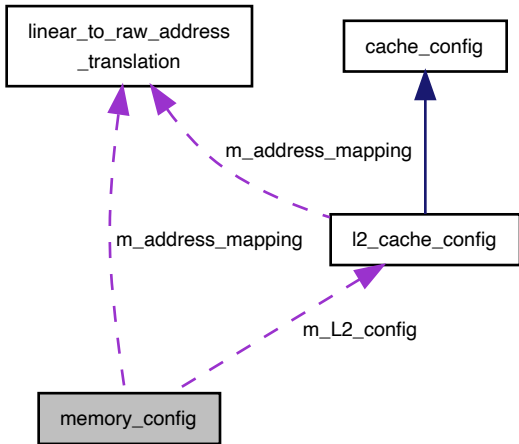 linear_to_raw_address
_translation
cache_config
m_address_mapping
l2_cache_config
m_address_mapping
m_L2_config
memory_config